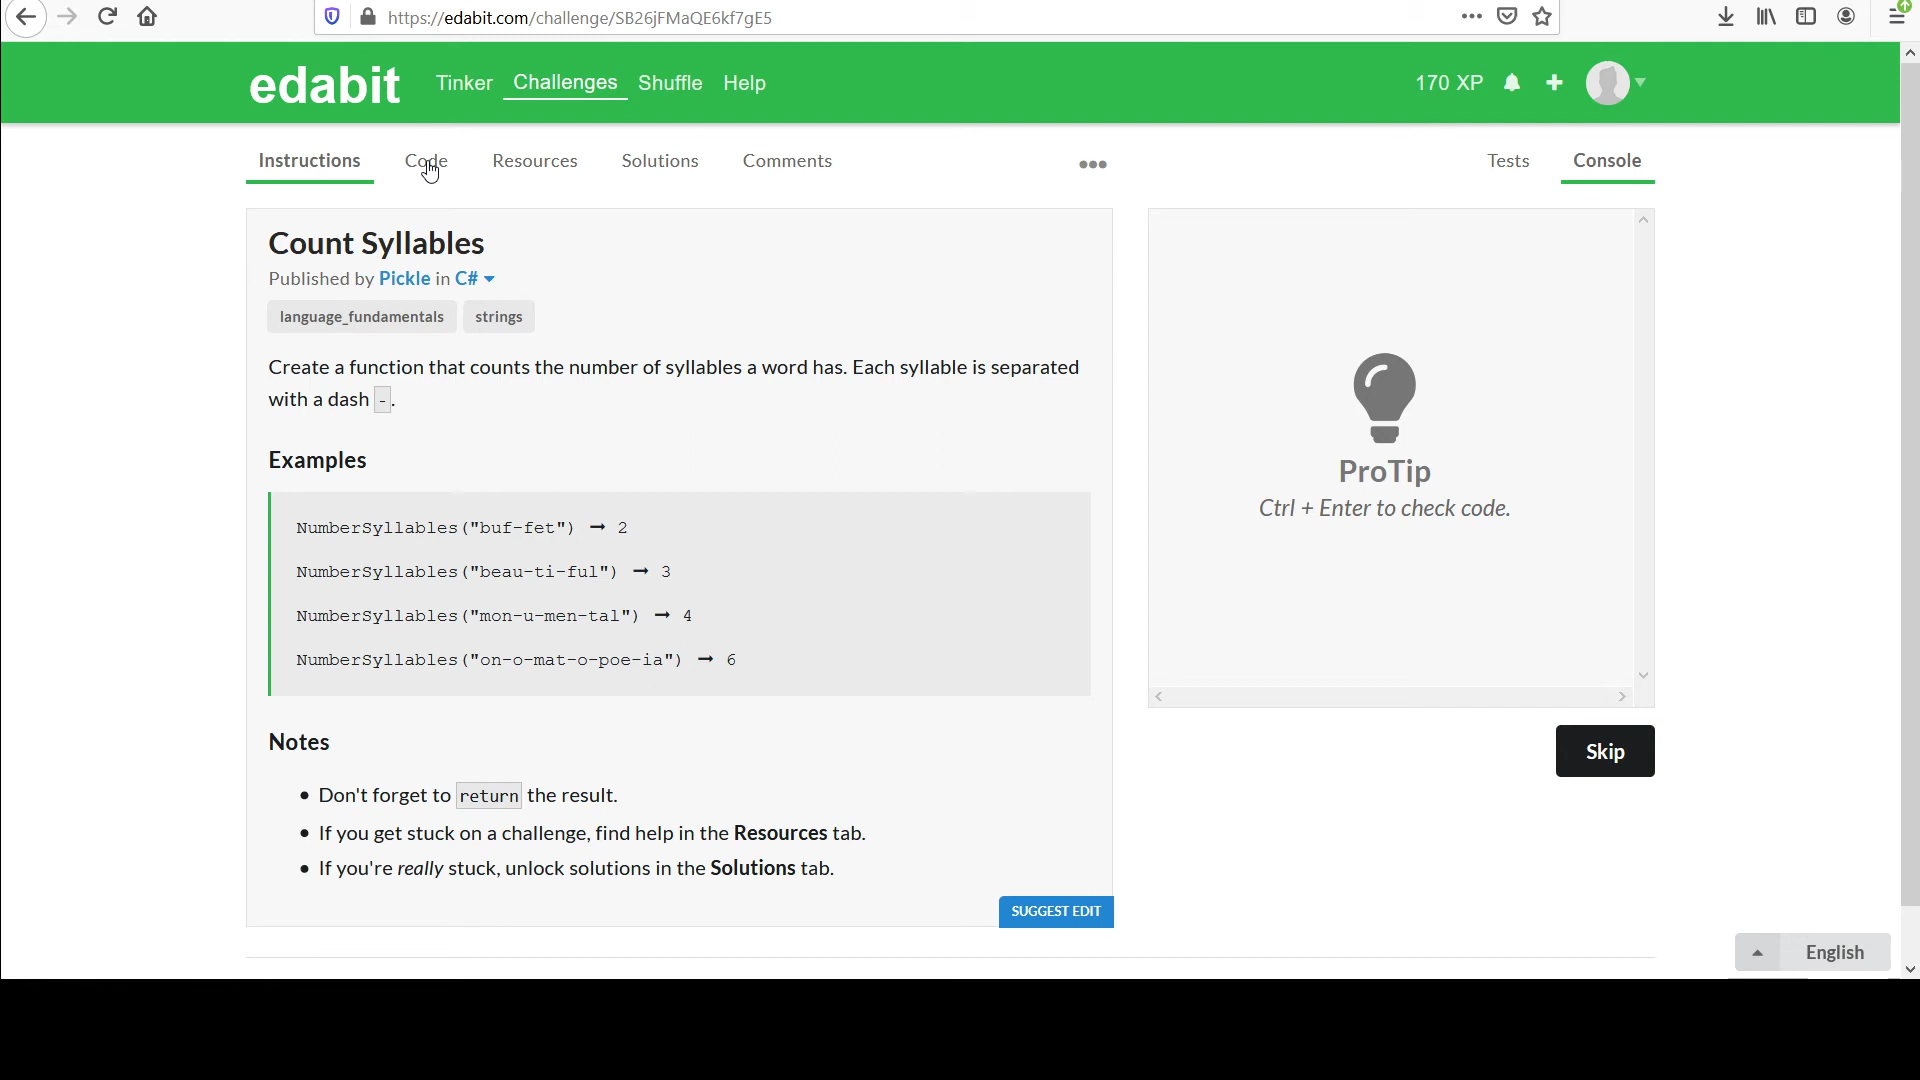 https://edabit.com/challenge/SB26jFMaQE6kf7gE5
edabit Tinker Challenges Shuffle Help 170 XP
Instructions Code Resources Solutions Comments ••• Tests Console
Count Syllables
Published by Pickle in C#
language_fundamentals strings
Create a function that counts the number of syllables a word has. Each syllable is separated
with a dash -.
Examples
NumberSyllables("buf-fet") ➞ 2
NumberSyllables("beau-ti-ful") ➞ 3
NumberSyllables("mon-u-men-tal") ➞ 4
NumberSyllables("on-o-mat-o-poe-ia") ➞ 6
Notes
• Don't forget to return the result.
• If you get stuck on a challenge, find help in the Resources tab.
• If you're really stuck, unlock solutions in the Solutions tab.
SUGGEST EDIT
ProTip
Ctrl + Enter to check code.
Skip
English